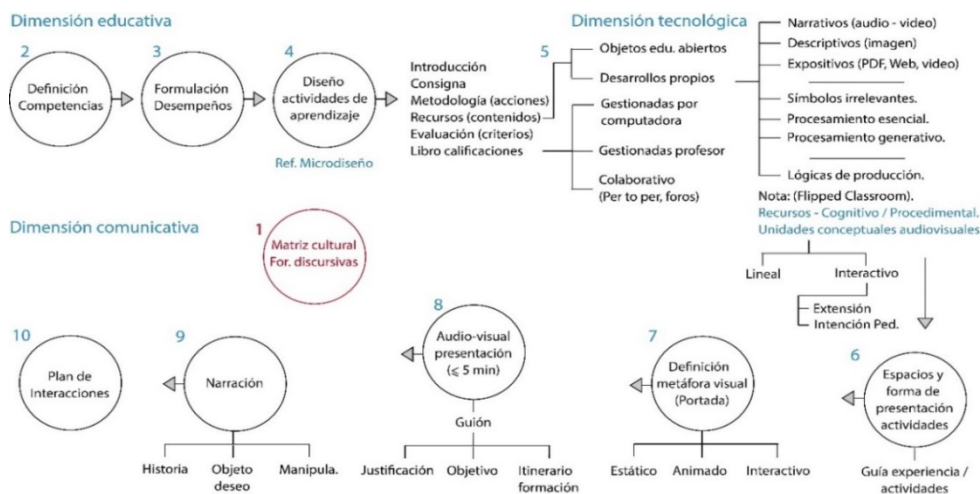 Dimensión educativa
2
Definición
Competencias
3
Formulación
Desempeños
4
Diseño
actividades de
aprendizaje
Ref. Microdiseño
Introducción
Consigna
Metodología (acciones)
Recursos (contenidos)
Evaluación (criterios)
Libro calificaciones
Dimensión tecnológica
5
Objetos edu. abiertos
Desarrollos propios
Gestionadas por
computadora
Gestionadas profesor
Colaborativo
(Per to per, foros)
Narrativos (audio - video)
Descriptivos (imagen)
Expositivos (PDF, Web, video)
Símbolos irrelevantes.
Procesamiento esencial.
Procesamiento generativo.
Lógicas de producción.
Nota: (Flipped Classroom).
Recursos - Cognitivo / Procedimental.
Unidades conceptuales audiovisuales
Lineal
Interactivo
Extensión
Intención Ped.
Dimensión comunicativa
1
Matriz cultural
For. discursivas
10
Plan de
Interacciones
9
Narración
Historia
Objeto
deseo
Manipula.
8
Audio-visual
presentación
(⩽ 5 min)
Guión
Justificación
Objetivo
Itinerario
formación
7
Definición
metáfora visual
(Portada)
Estático
Animado
Interactivo
6
Espacios y
forma de
presentación
actividades
Guía experiencia /
actividades